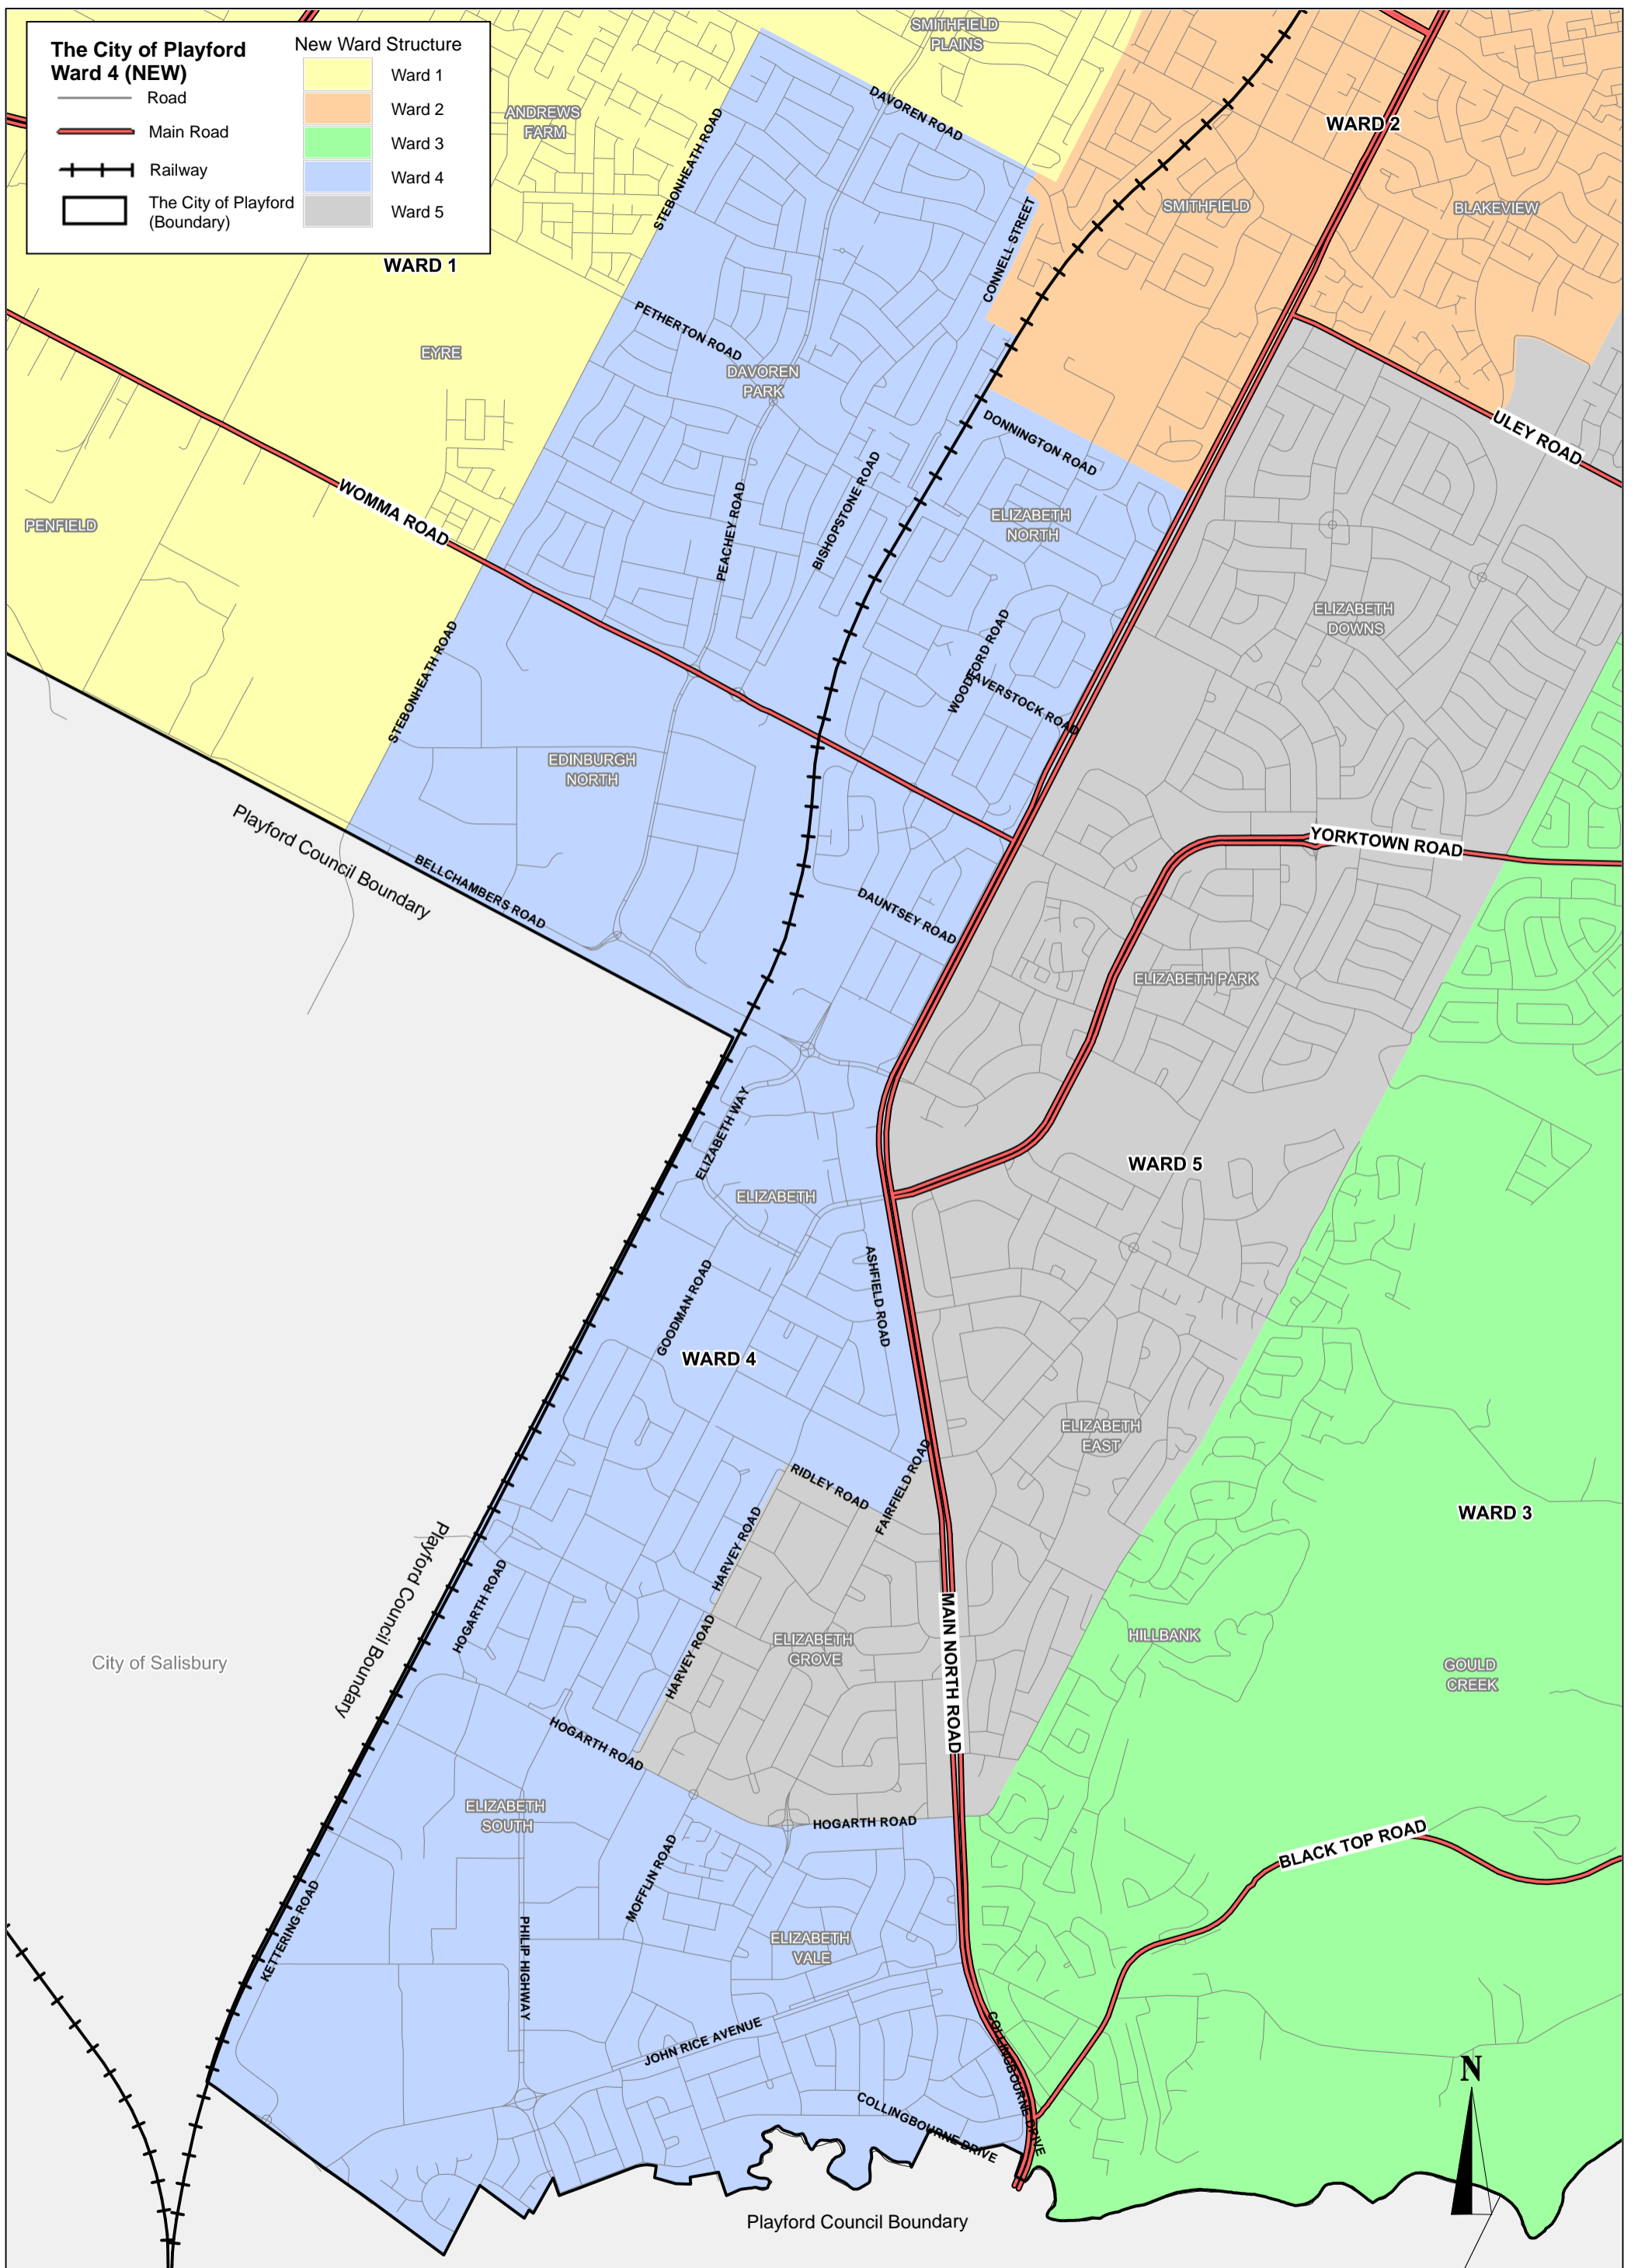 The City of Playford
Ward 4 (NEW)
Road
Main Road
Railway
The City of Playford
(Boundary)
New Ward Structure
Ward 1
Ward 2
Ward 3
Ward 4
Ward 5
SMITHFIELD
PLAINS
ANDREWS
FARM
DAVOREN ROAD
STEBONHEATH ROAD
WARD 2
SMITHFIELD
BLAKEVIEW
CONNELL STREET
WARD 1
PETHERTON ROAD
EYRE
DAVOREN
PARK
DONNINGTON ROAD
ULEY ROAD
WOMMA ROAD
PENFIELD
PEACHEY ROAD
BISHOPSTONE ROAD
ELIZABETH
NORTH
ELIZABETH
DOWNS
WOODFORD ROAD
HAVERSTOCK ROAD
STEBONHEATH ROAD
EDINBURGH
NORTH
YORKTOWN ROAD
Playford Council Boundary
BELLCHAMBERS ROAD
DAUNTSEY ROAD
ELIZABETH PARK
ELIZABETH WAY
WARD 5
ELIZABETH
ASHFIELD ROAD
GOODMAN ROAD
WARD 4
ELIZABETH
EAST
RIDLEY ROAD
FAIRFIELD ROAD
WARD 3
HARVEY ROAD
Playford Council Boundary
HOGARTH ROAD
HARVEY ROAD
MAIN NORTH ROAD
ELIZABETH
GROVE
HILLBANK
City of Salisbury
GOULD
CREEK
HOGARTH ROAD
ELIZABETH
SOUTH
HOGARTH ROAD
BLACK TOP ROAD
MOFFLIN ROAD
KETTERING ROAD
PHILIP HIGHWAY
ELIZABETH
VALE
JOHN RICE AVENUE
COLLINGBOURNE DRIVE
COLLINGBOURNE DRIVE
N
Playford Council Boundary